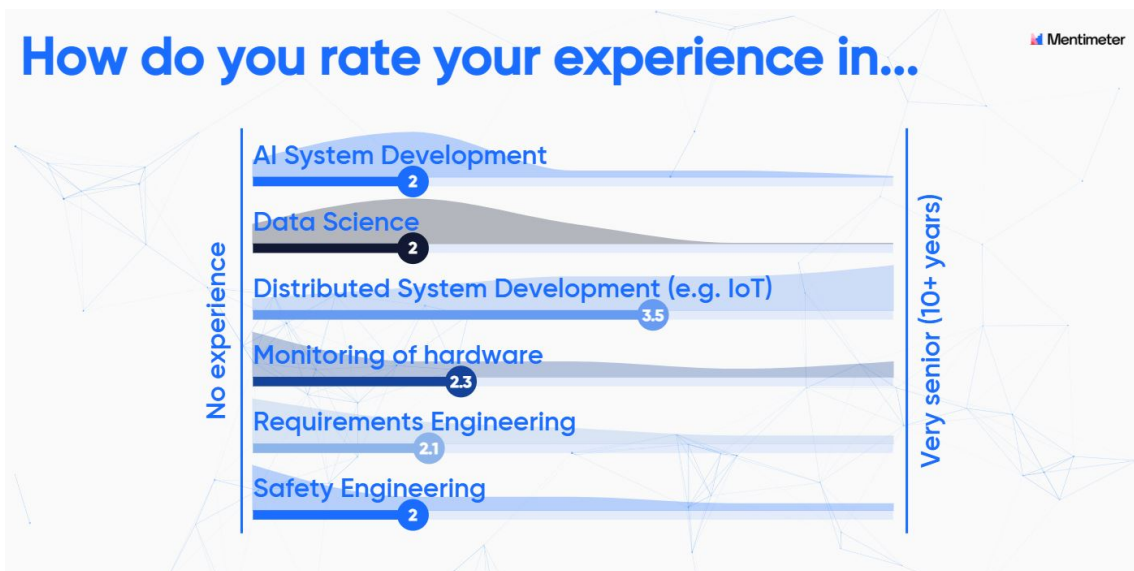 How do you rate your experience in...
Mentimeter
AI System Development
2
Data Science
2
Distributed System Development (e.g. IoT)
3.5
Monitoring of hardware
2.3
Requirements Engineering
2.1
Safety Engineering
2
No experience
Very senior (10+ years)